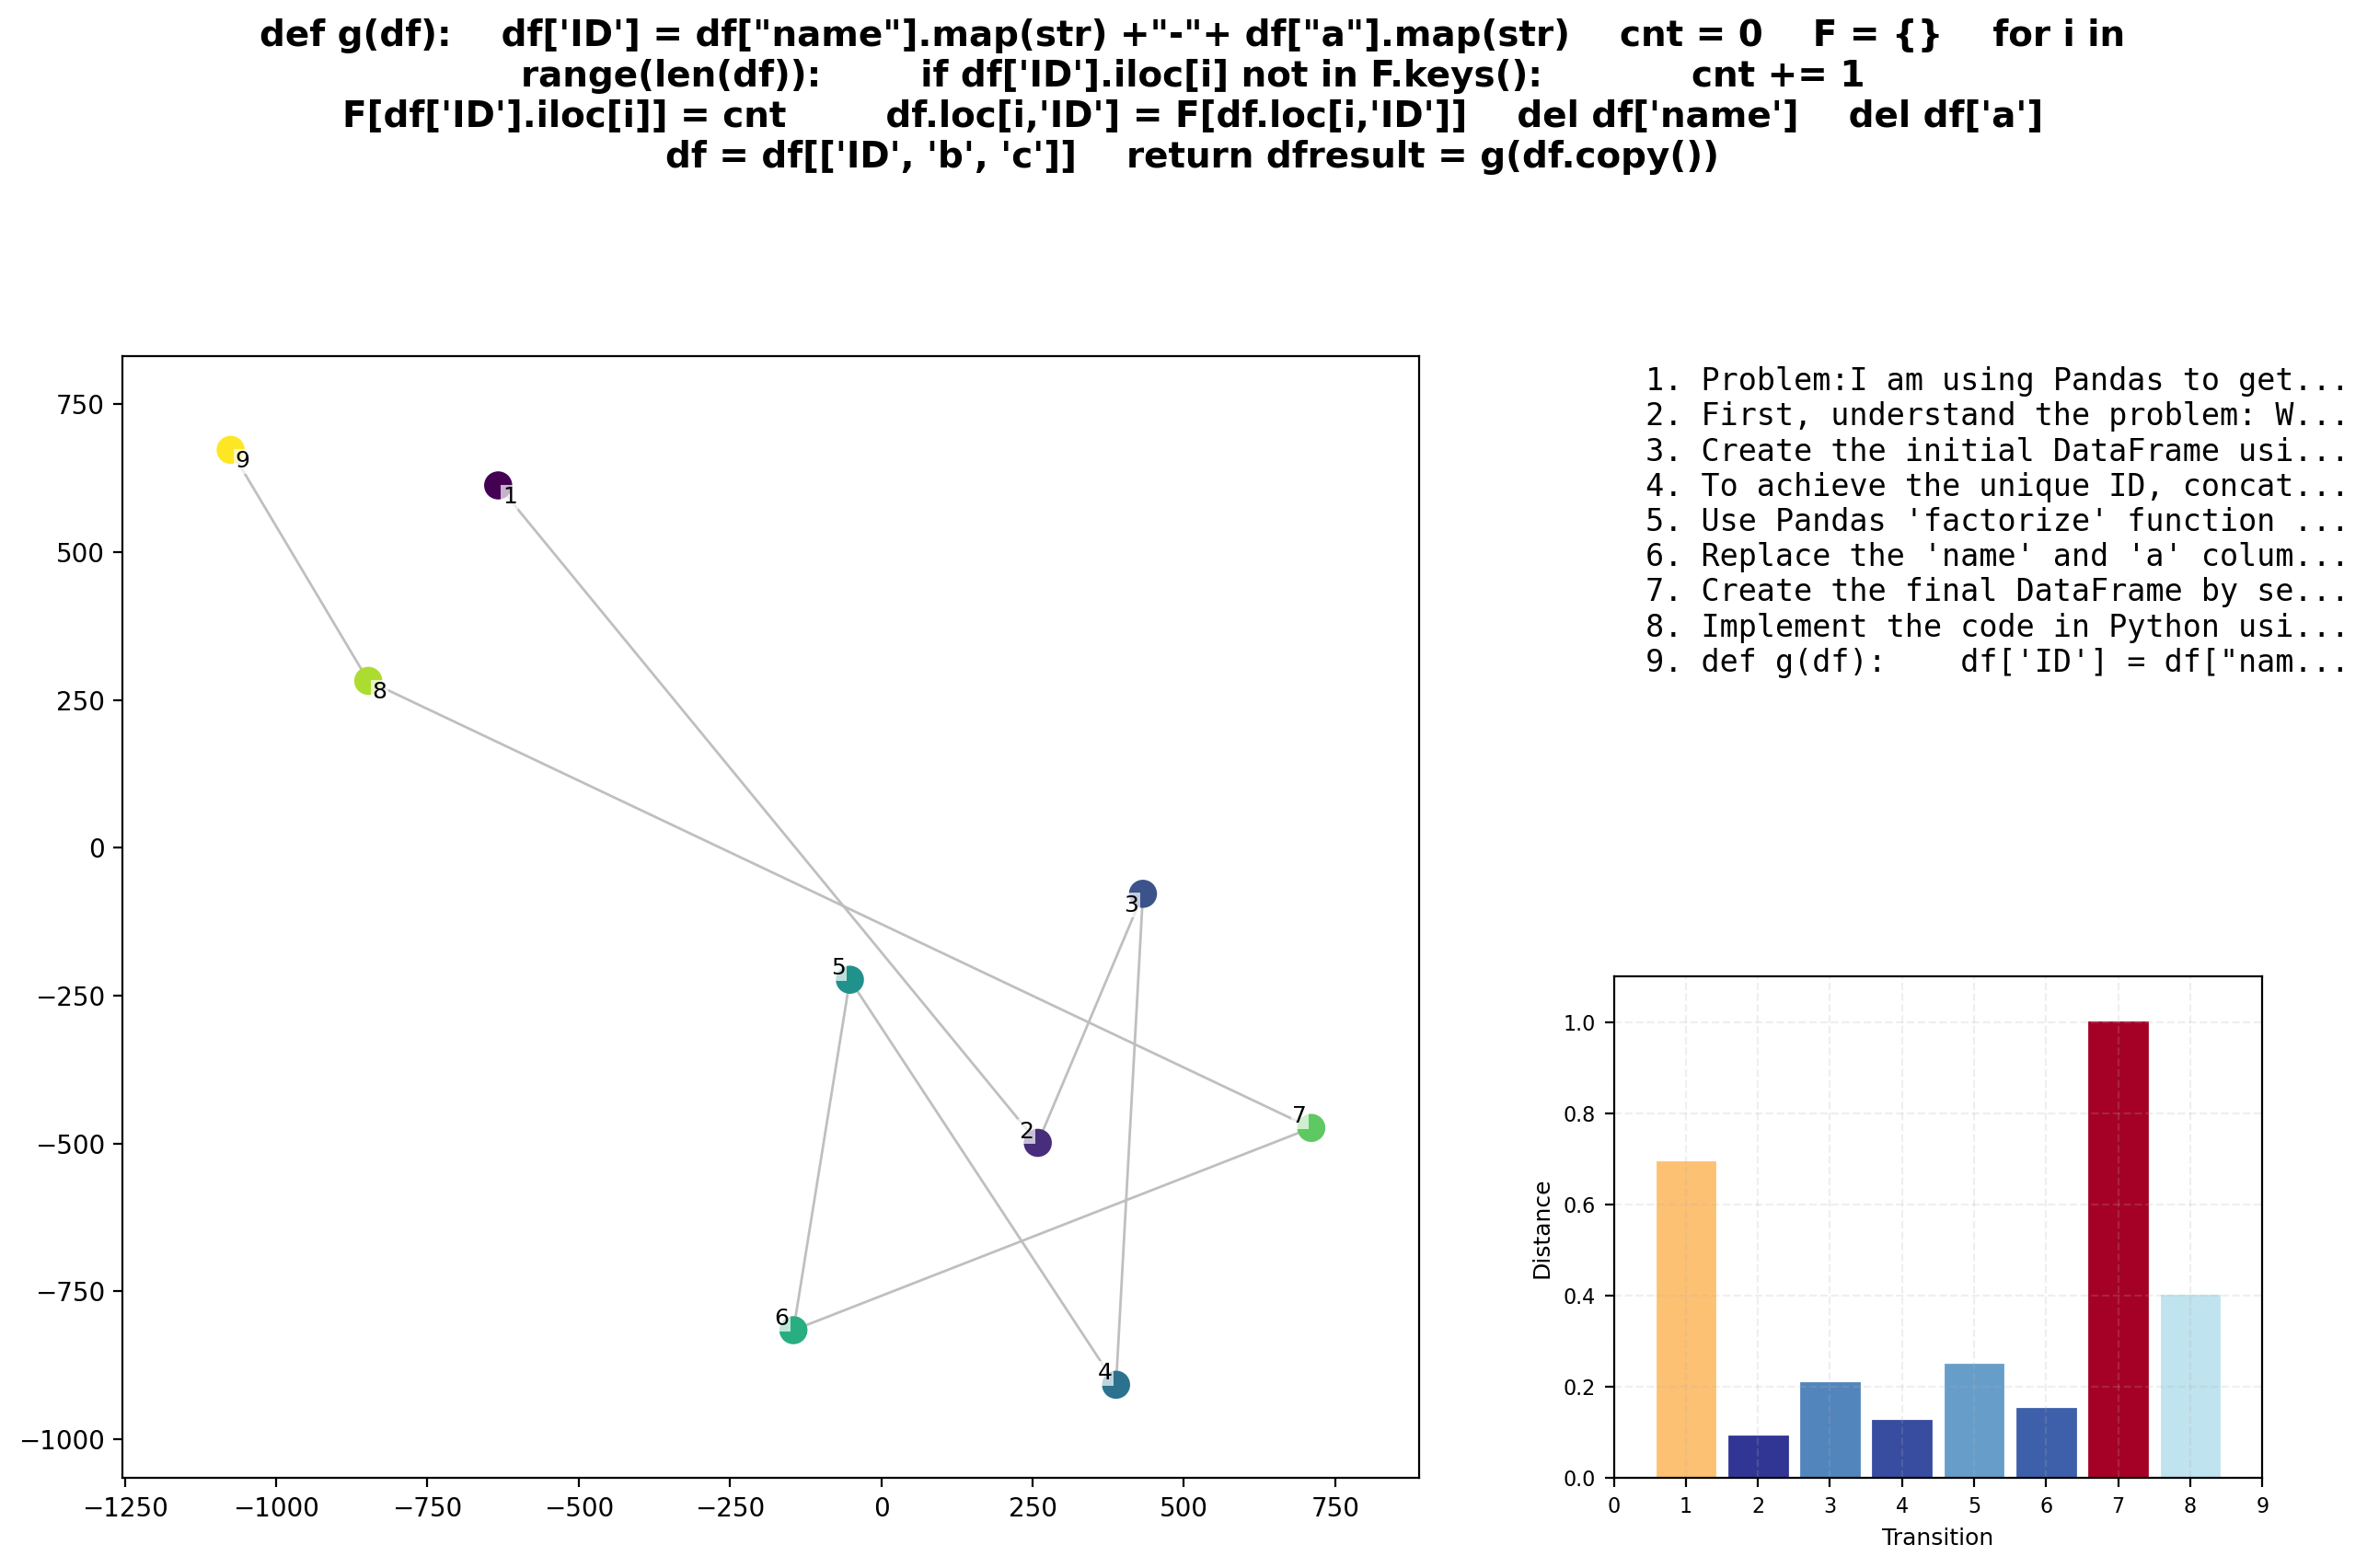 def g(df):    df['ID'] = df["name"].map(str) +"-"+ df["a"].map(str)    cnt = 0    F = {}    for i in
range(len(df)):        if df['ID'].iloc[i] not in F.keys():            cnt += 1
F[df['ID'].iloc[i]] = cnt        df.loc[i,'ID'] = F[df.loc[i,'ID']]    del df['name']    del df['a']
df = df[['ID', 'b', 'c']]    return dfresult = g(df.copy())
750
500
250
0
−250
−500
−750
−1000
−1250
−1000
−750
−500
−250
0
250
500
750
9
1
8
3
5
2
7
6
4
1. Problem:I am using Pandas to get...
2. First, understand the problem: W...
3. Create the initial DataFrame usi...
4. To achieve the unique ID, concat...
5. Use Pandas 'factorize' function ...
6. Replace the 'name' and 'a' colum...
7. Create the final DataFrame by se...
8. Implement the code in Python usi...
9. def g(df):    df['ID'] = df["nam...
Distance
1.0
0.8
0.6
0.4
0.2
0.0
0
1
2
3
4
5
6
7
8
9
Transition